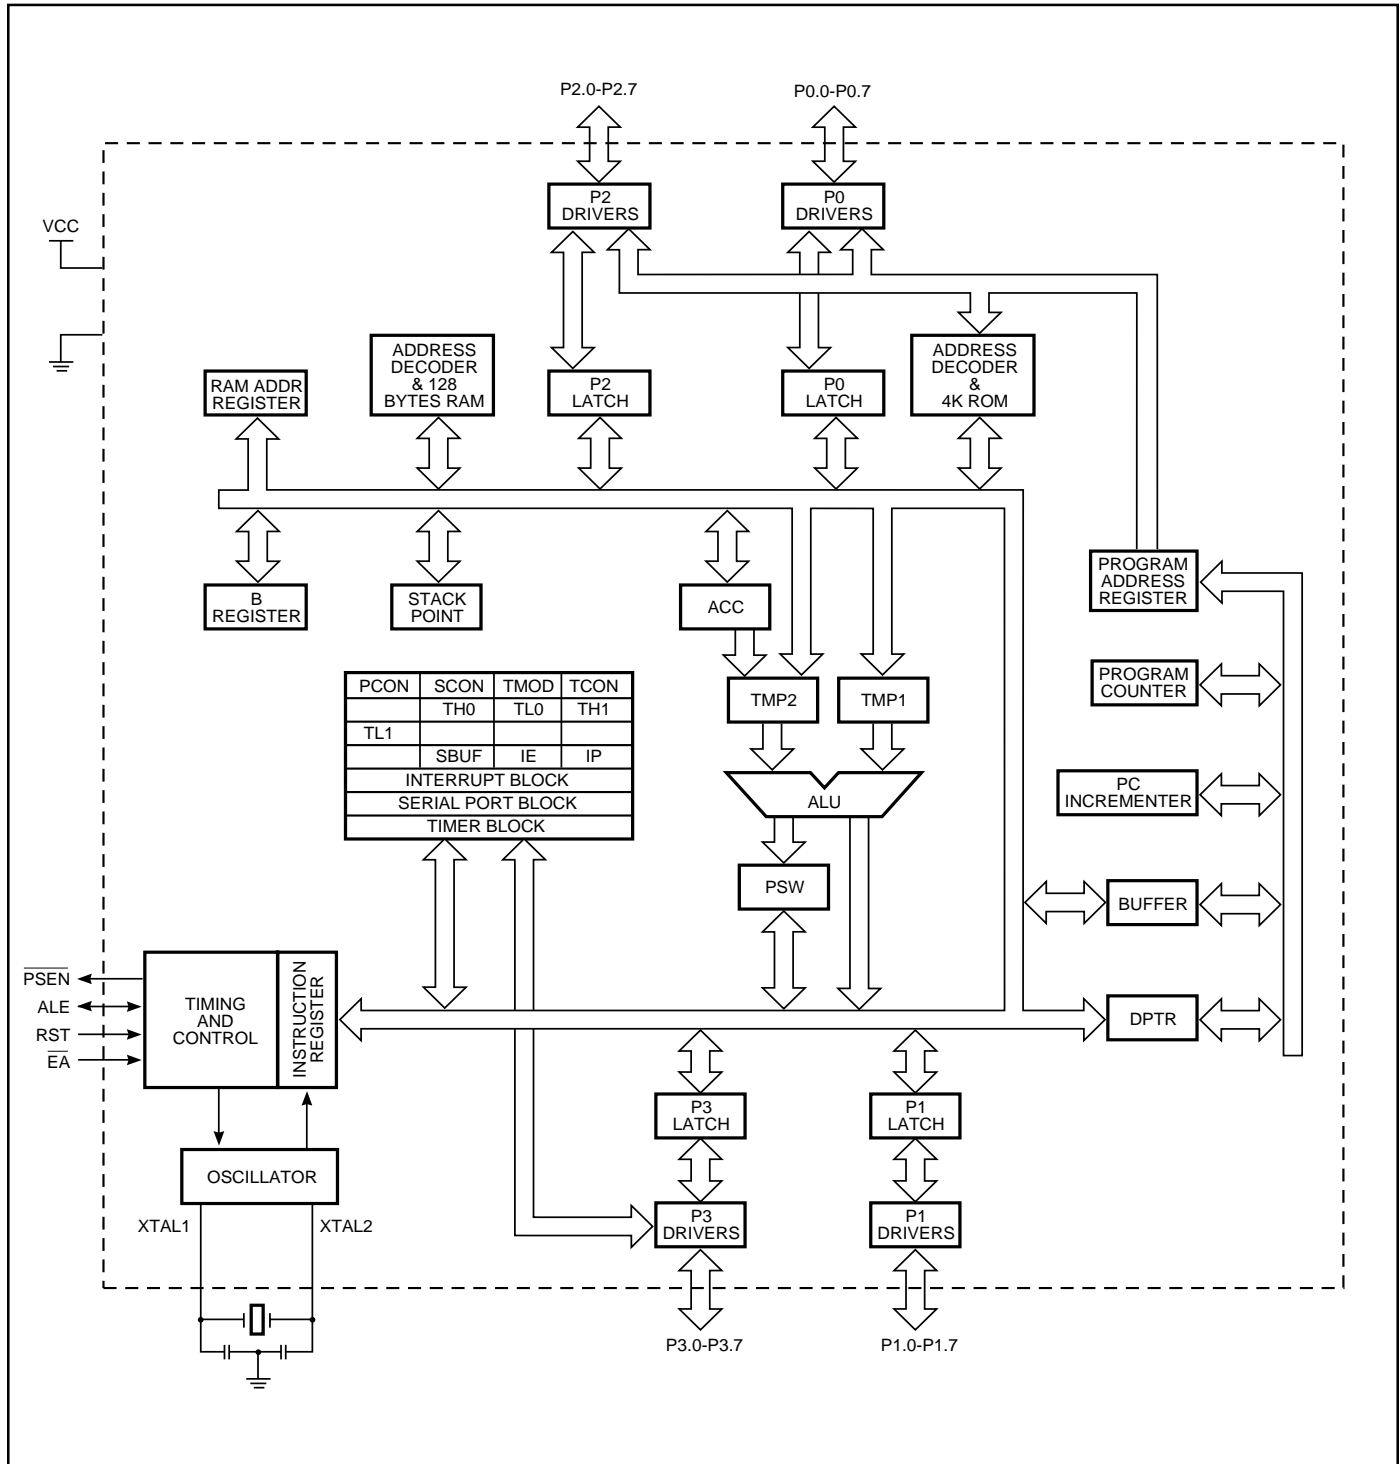 P2.0-P2.7
P0.0-P0.7
P2
DRIVERS
P0
DRIVERS
VCC
RAM ADDR
REGISTER
ADDRESS
DECODER
& 128
BYTES RAM
P2
LATCH
P0
LATCH
ADDRESS
DECODER
&
4K ROM
B
REGISTER
STACK
POINT
ACC
PROGRAM
ADDRESS
REGISTER
PCON SCON TMOD TCON
TH0 TL0 TH1
TL1
SBUF IE IP
INTERRUPT BLOCK
SERIAL PORT BLOCK
TIMER BLOCK
TMP2
TMP1
PROGRAM
COUNTER
ALU
PC
INCREMENTER
PSW
BUFFER
PSEN
ALE
RST
EA
TIMING
AND
CONTROL
INSTRUCTION
REGISTER
DPTR
P3
LATCH
P1
LATCH
OSCILLATOR
XTAL1
XTAL2
P3
DRIVERS
P1
DRIVERS
P3.0-P3.7
P1.0-P1.7